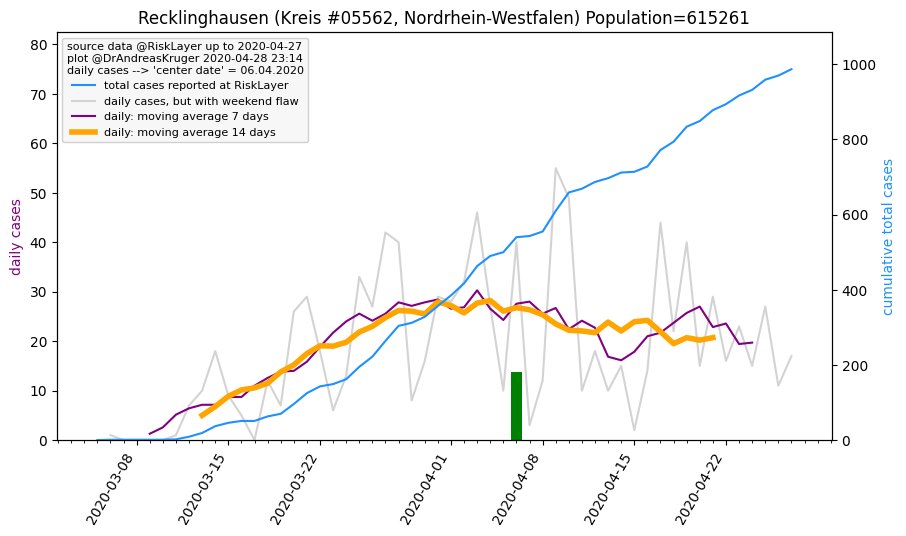 Recklinghausen (Kreis #05562, Nordrhein-Westfalen) Population=615261
source data @RiskLayer up to 2020-04-27
plot @DrAndreasKruger 2020-04-28 23:14
daily cases --> 'center date' = 06.04.2020
total cases reported at RiskLayer
daily cases, but with weekend flaw
daily: moving average 7 days
daily: moving average 14 days
daily cases
80
70
60
50
40
30
20
10
0
cumulative total cases
1000
800
600
400
200
0
2020-03-08
2020-03-15
2020-03-22
2020-04-01
2020-04-08
2020-04-15
2020-04-22